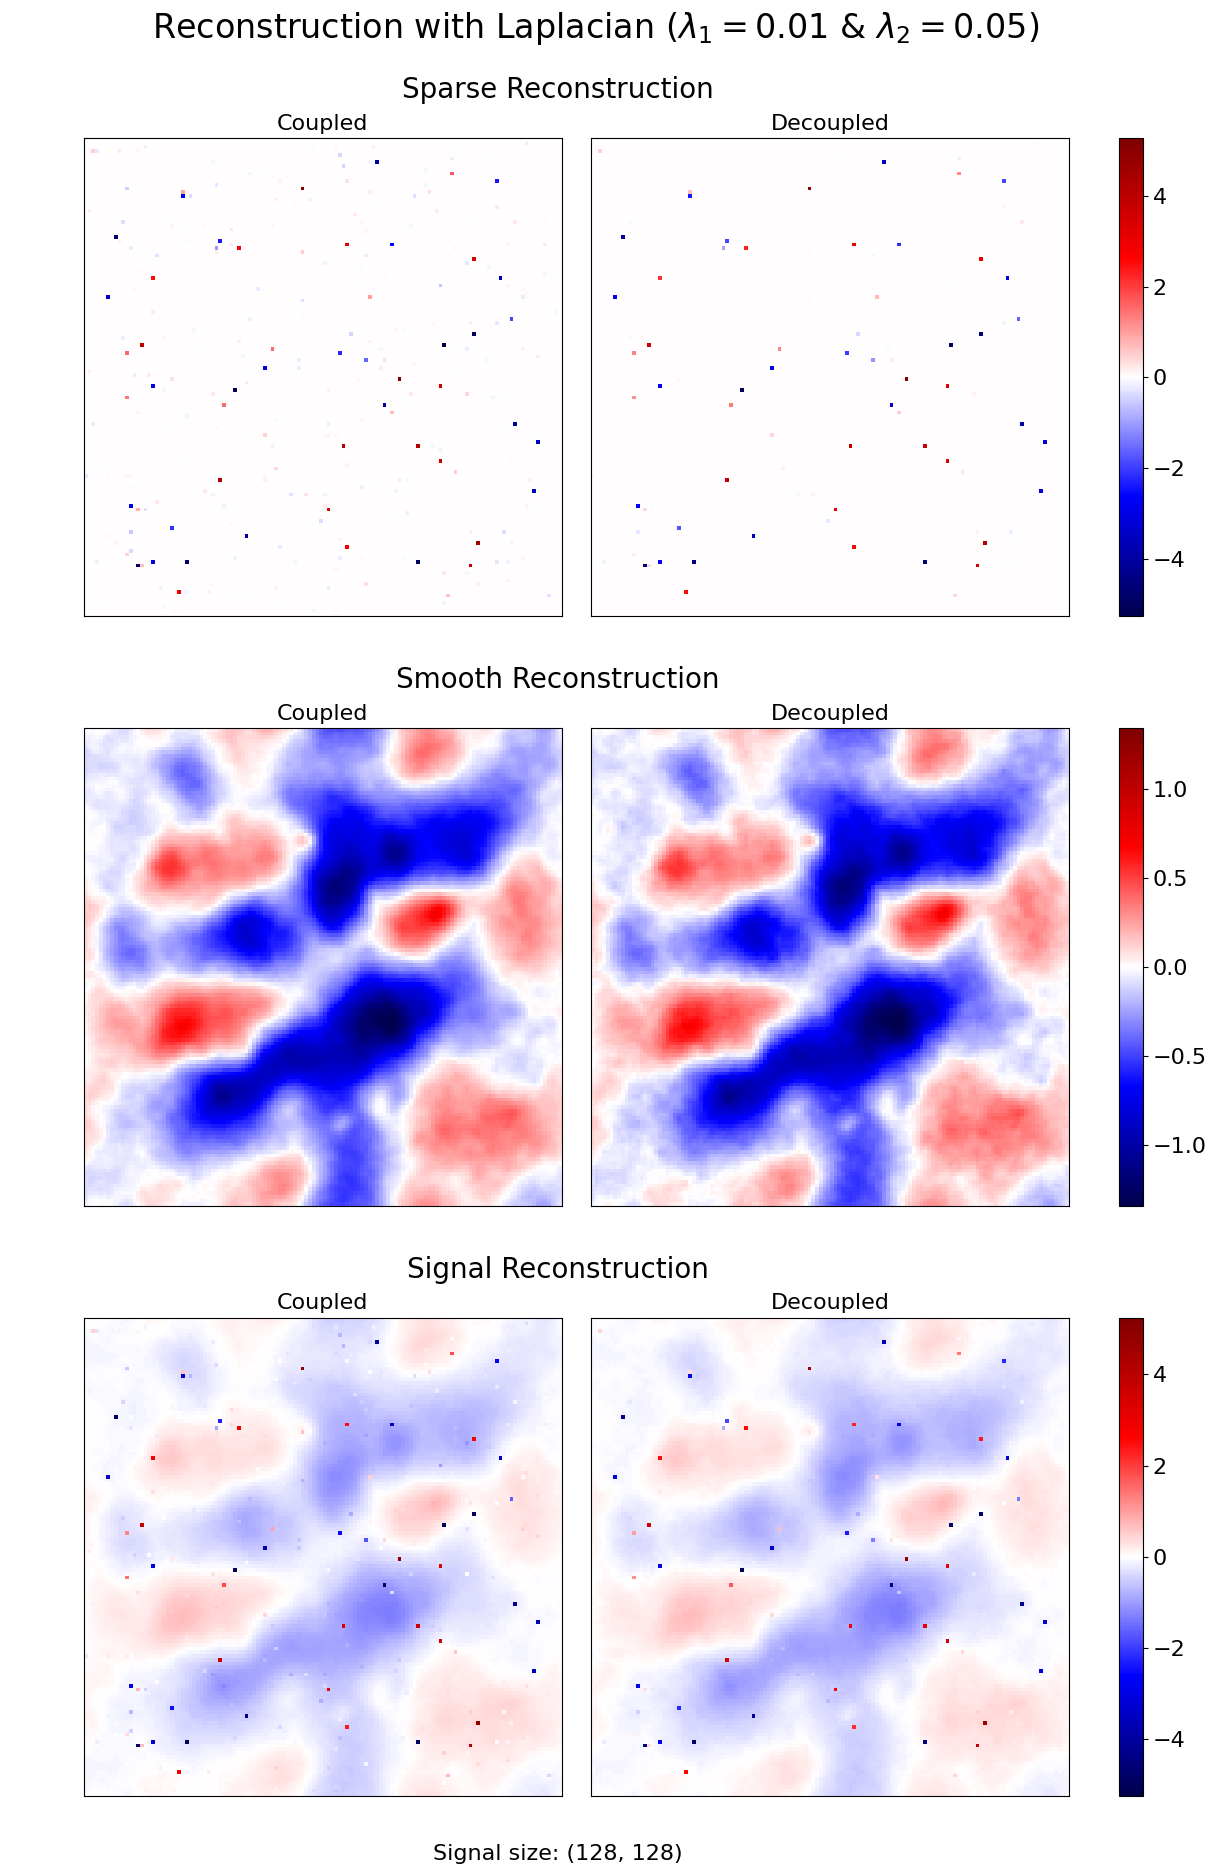 Reconstruction with Laplacian (λ₁ = 0.01 & λ₂ = 0.05)
Sparse Reconstruction
Coupled Decoupled
4
2
0
−2
−4
Smooth Reconstruction
Coupled Decoupled
1.0
0.5
0.0
−0.5
−1.0
Signal Reconstruction
Coupled Decoupled
4
2
0
−2
−4
Signal size: (128, 128)